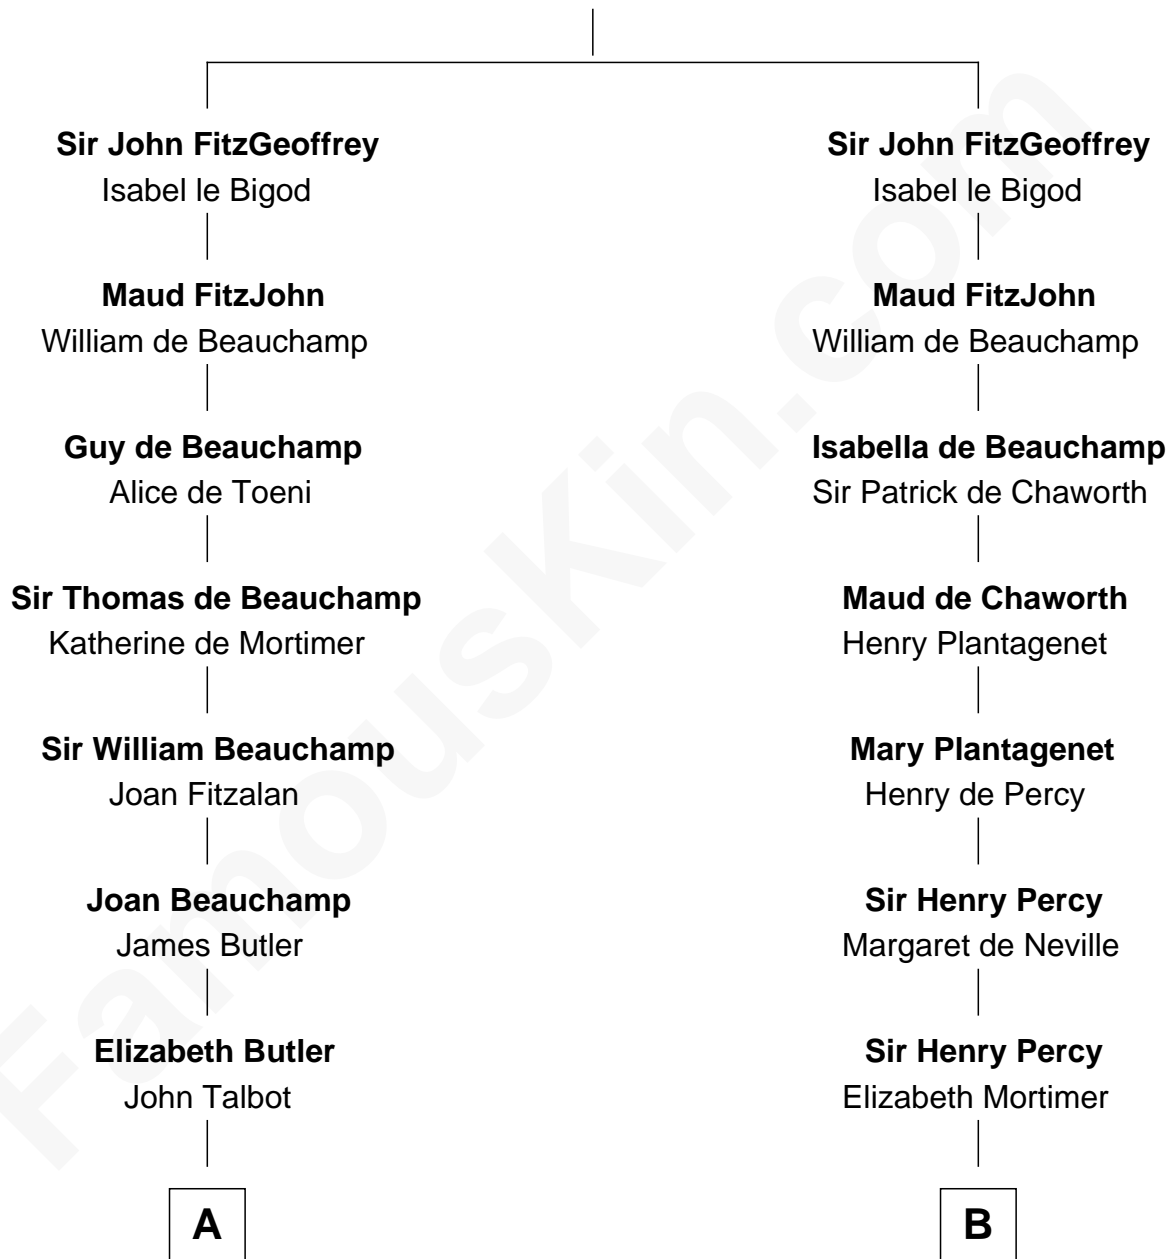 Sir John FitzGeoffrey
Isabel le Bigod
Maud FitzJohn
William de Beauchamp
Guy de Beauchamp
Alice de Toeni
Sir Thomas de Beauchamp
Katherine de Mortimer
Sir William Beauchamp
Joan Fitzalan
Joan Beauchamp
James Butler
Elizabeth Butler
John Talbot
A
Sir John FitzGeoffrey
Isabel le Bigod
Maud FitzJohn
William de Beauchamp
Isabella de Beauchamp
Sir Patrick de Chaworth
Maud de Chaworth
Henry Plantagenet
Mary Plantagenet
Henry de Percy
Sir Henry Percy
Margaret de Neville
Sir Henry Percy
Elizabeth Mortimer
B
FamousKin.com